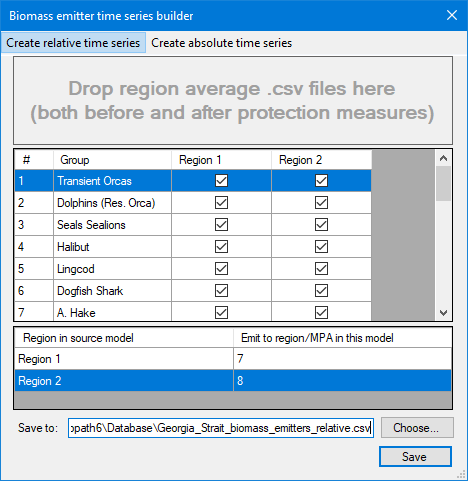 Biomass emitter time series builder
Create relative time series Create absolute time series
Drop region average .csv files here
(both before and after protection measures)
# Group Region 1 Region 2
1 Transient Orcas
2 Dolphins (Res. Orca)
3 Seals Sealions
4 Halibut
5 Lingcod
6 Dogfish Shark
7 A. Hake
Region in source model Emit to region/MPA in this model
Region 1 7
Region 2 8
Save to: opath6\Database\Georgia_Strait_biomass_emitters_relative.csv Choose...
Save